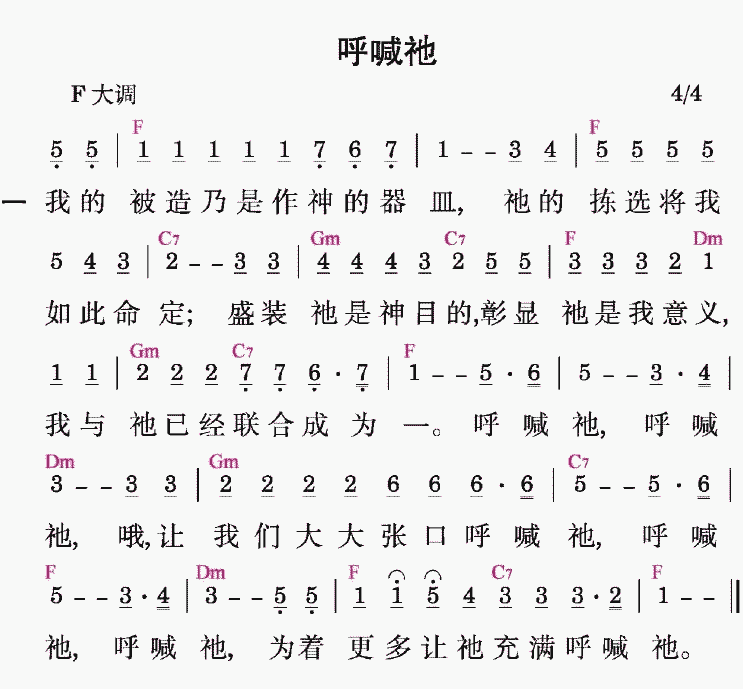 呼喊祂
F 大调 4/4
F F
5 5 | 1 1 1 1 1 7 6 7 | 1 - - 3 4 | 5 5 5 5
一 我的 被造乃是作神的器 皿, 祂的 拣选将我
C7 Gm C7 F Dm
5 4 3 | 2 - - 3 3 | 4 4 4 3 2 5 5 | 3 3 3 2 1
如此命 定; 盛装 祂是神目的,彰显 祂是我意义,
Gm C7 F
1 1 | 2 2 2 7 7 6 · 7 | 1 - - 5 · 6 | 5 - - 3 · 4 |
我与 祂已经联合成 为 一。呼 喊 祂, 呼 喊
Dm Gm C7
3 - - 3 3 | 2 2 2 2 6 6 6 · 6 | 5 - - 5 · 6 |
祂, 哦,让 我们大大张口呼 喊 祂, 呼 喊
F Dm F C7 F
5 - - 3 · 4 | 3 - - 5 5 | 1 1 5 4 3 3 3 · 2 | 1 - - ‖
祂, 呼 喊 祂, 为着 更多让祂充满呼喊 祂。